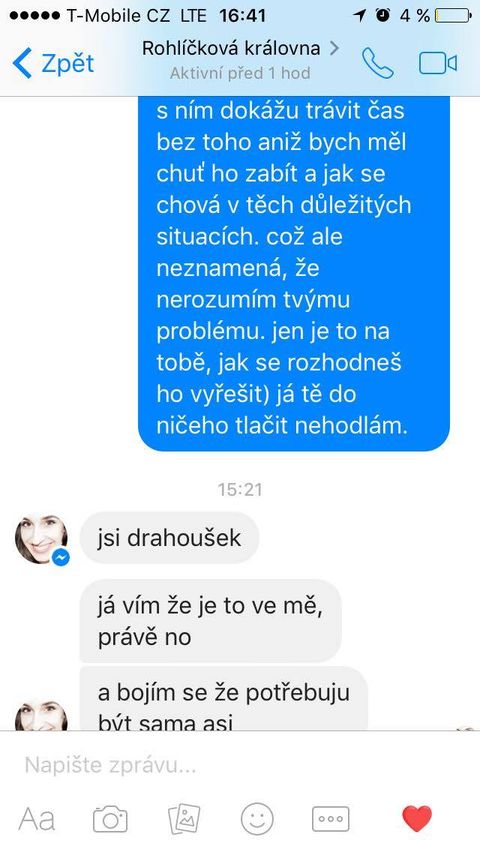 T-Mobile CZ LTE 16:41 4 %
Zpět
Rohlíčková královna
Aktivní před 1 hod
s ním dokážu trávit čas
bez toho aniž bych měl
chuť ho zabít a jak se
chová v těch důležitých
situacích. což ale
neznamená, že
nerozumím tvýmu
problému. jen je to na
tobě, jak se rozhodneš
ho vyřešit) já tě do
ničeho tlačit nehodlám.
15:21
jsi drahoušek
já vím že je to ve mě,
právě no
a bojím se že potřebuju
být sama asi
Napište zprávu...
Aa